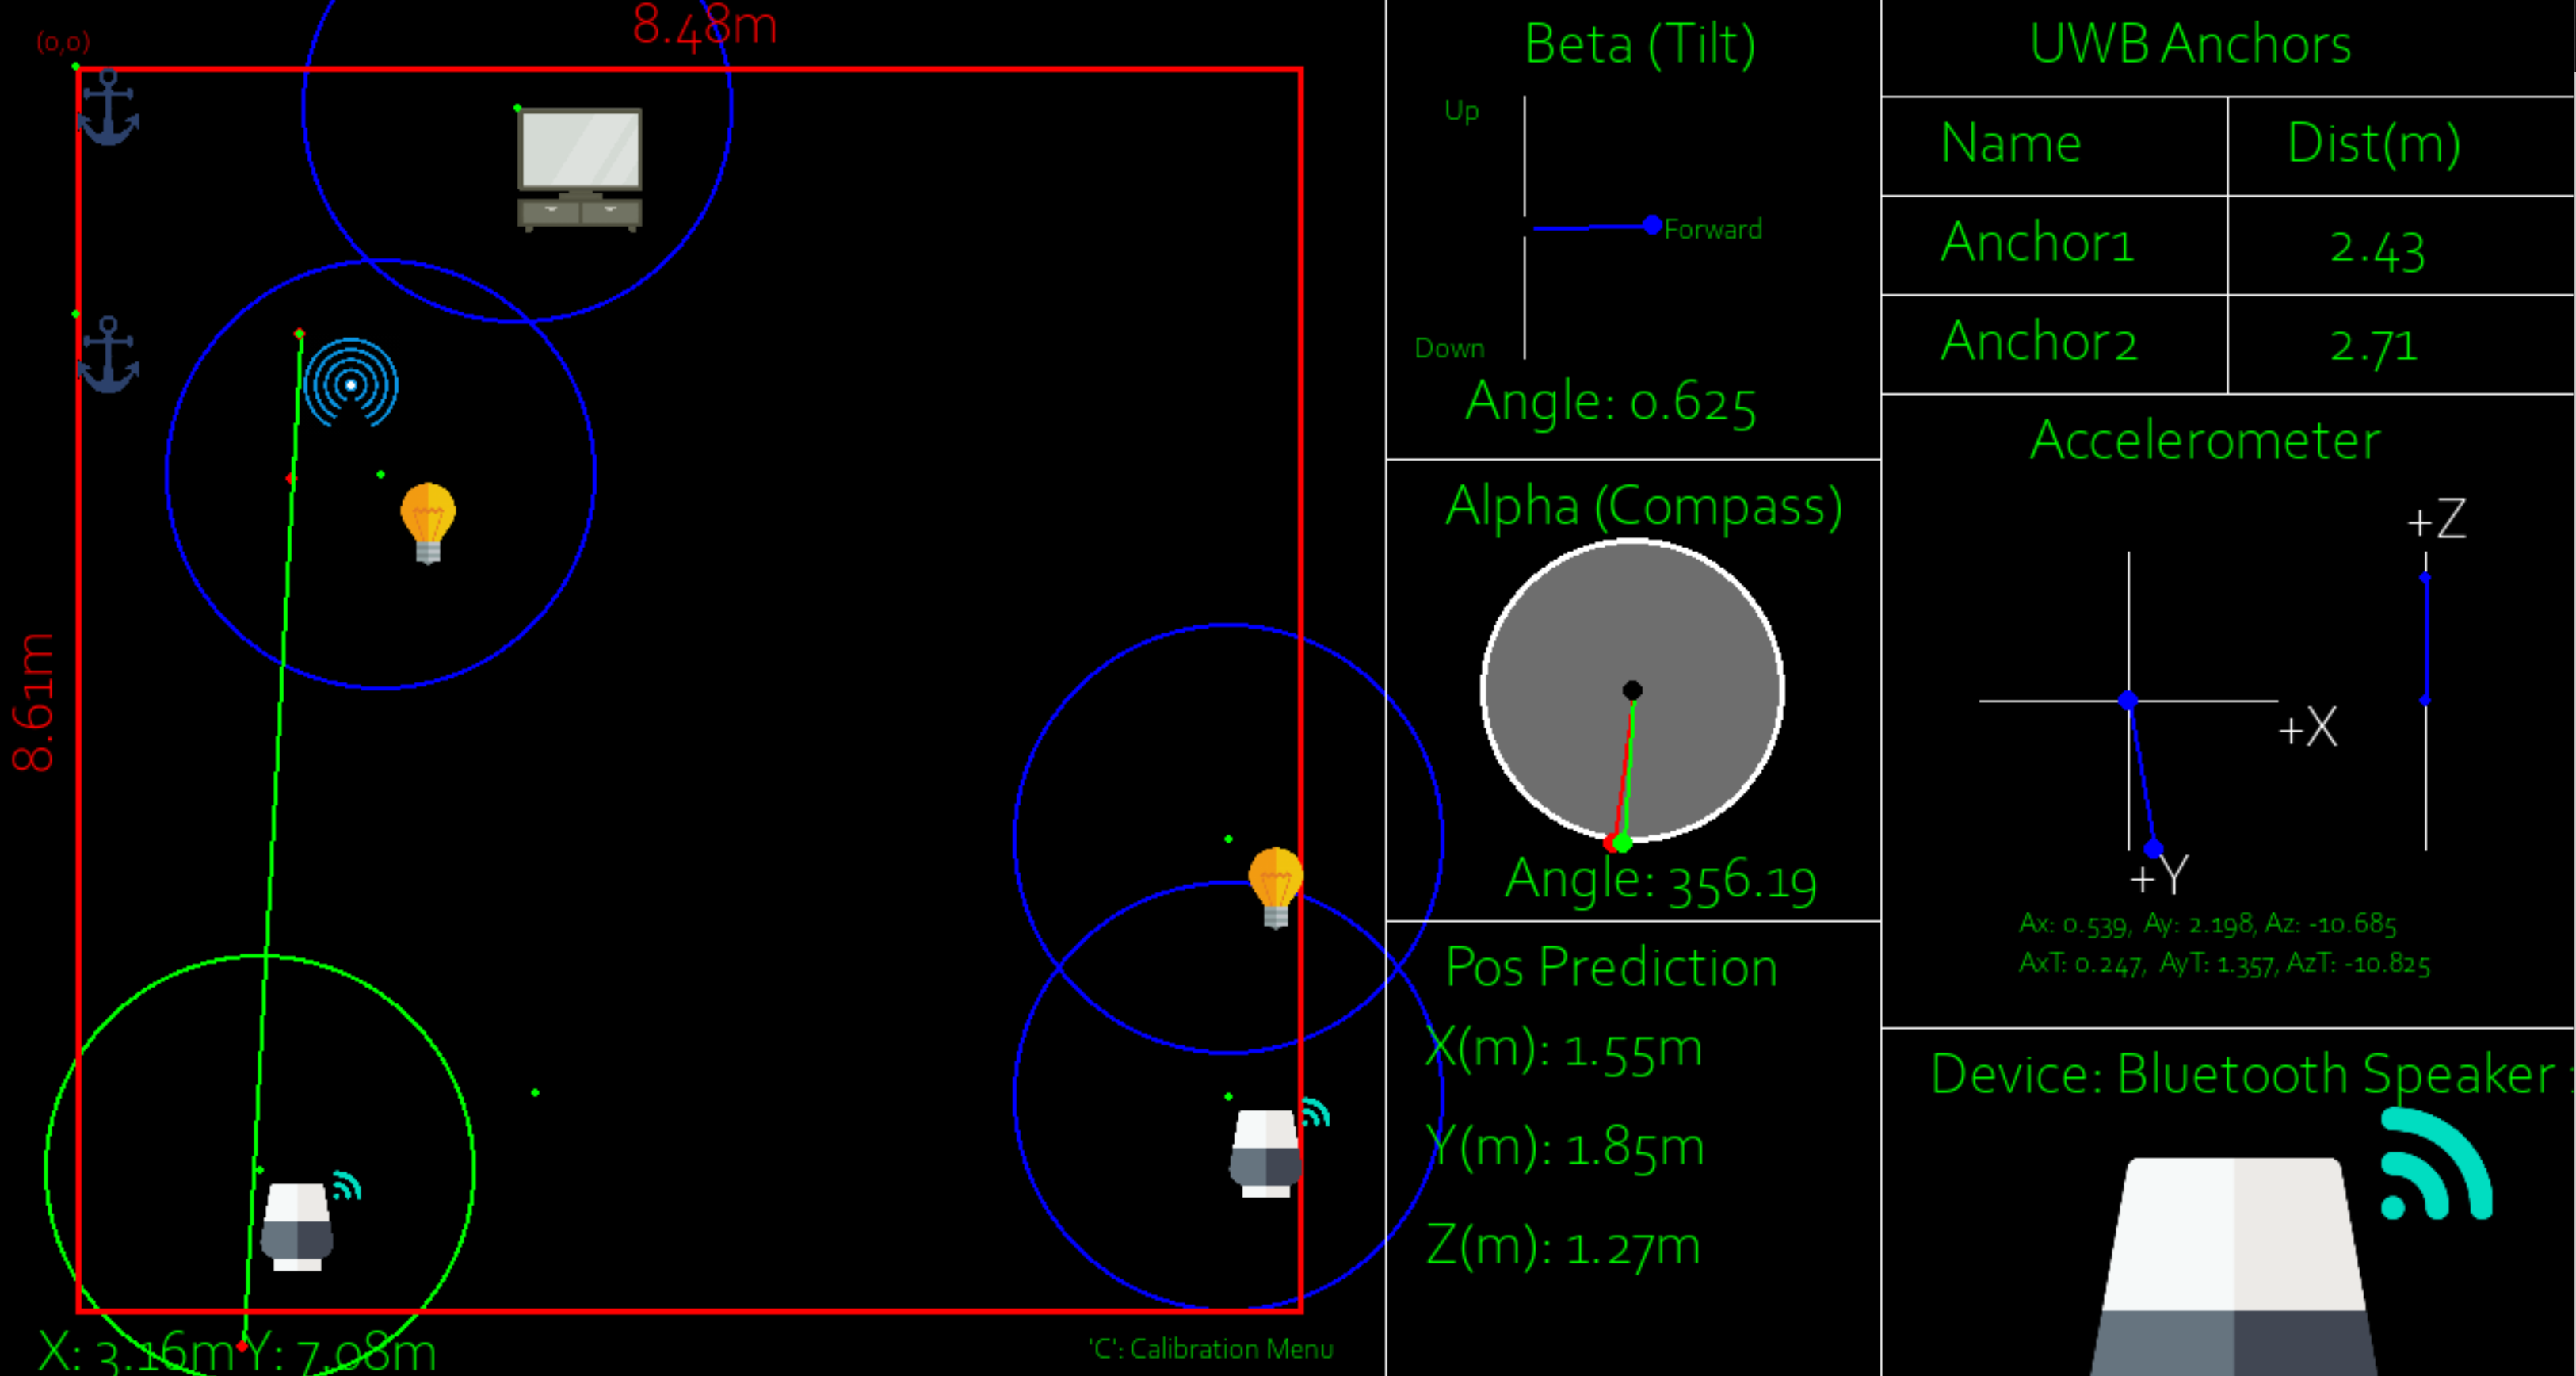 (0,0)
8.48m
8.61m
X: 3.16mY: 7.08m
'C': Calibration Menu
Beta (Tilt)
Up
Forward
Down
Angle: 0.625
Alpha (Compass)
Angle: 356.19
Pos Prediction
X(m): 1.55m
Y(m): 1.85m
Z(m): 1.27m
UWB Anchors
Name Dist(m)
Anchor1 2.43
Anchor2 2.71
Accelerometer
+Z
+X
+Y
Ax: 0.539, Ay: 2.198, Az: -10.685
AxT: 0.247, AyT: 1.357, AzT: -10.825
Device: Bluetooth Speaker